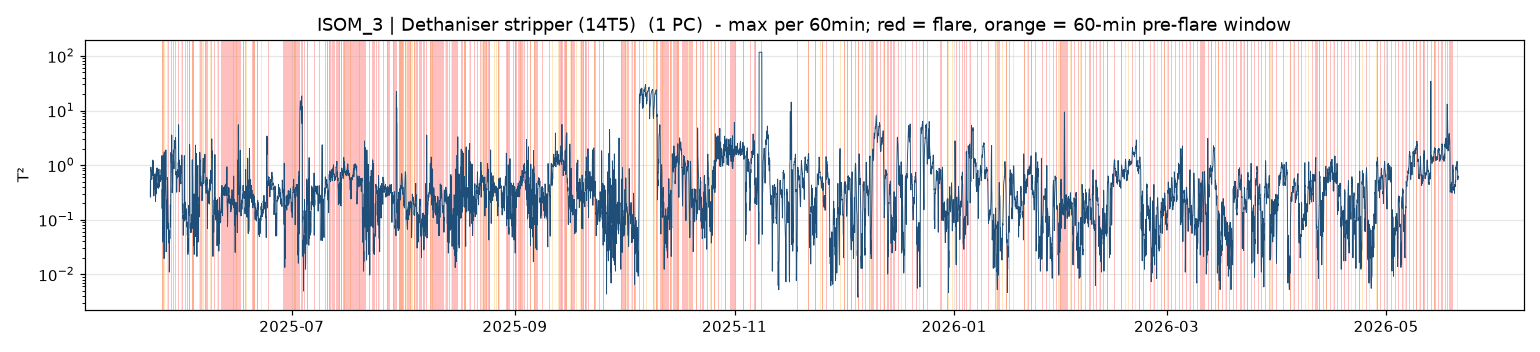 ISOM_3 | Dethaniser stripper (14T5)  (1 PC)  - max per 60min; red = flare, orange = 60-min pre-flare window
T²
10²
10¹
10⁰
10⁻¹
10⁻²
2025-07 2025-09 2025-11 2026-01 2026-03 2026-05